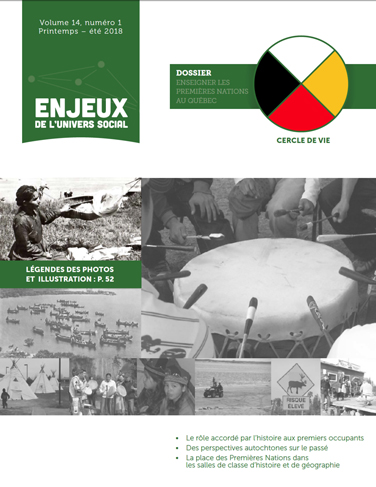 Volume 14, numéro 1
Printemps – été 2018
ENJEUX
DE L'UNIVERS SOCIAL
DOSSIER
ENSEIGNER LES
PREMIÈRES NATIONS
AU QUÉBEC
CERCLE DE VIE
LÉGENDES DES PHOTOS
ET ILLUSTRATION : P. 52
RISQUE
ÉLEVÉ
• Le rôle accordé par l'histoire aux premiers occupants
• Des perspectives autochtones sur le passé
• La place des Premières Nations dans
les salles de classe d'histoire et de géographie